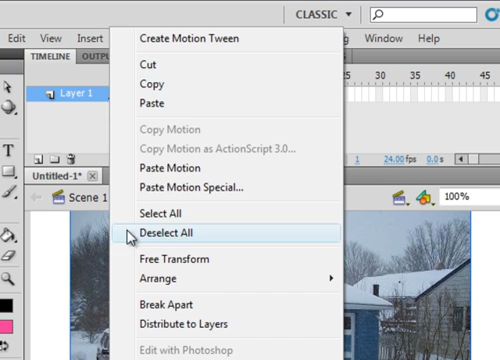 CLASSIC
Edit View Insert Window Help
TIMELINE OUTPU
25 30 35 40 45
Layer 1
1 24.00 fps 0.0s
Untitled-1*
Scene 1
100%
Create Motion Tween
Cut
Copy
Paste
Copy Motion
Copy Motion as ActionScript 3.0...
Paste Motion
Paste Motion Special...
Select All
Deselect All
Free Transform
Arrange
Break Apart
Distribute to Layers
Edit with Photoshop